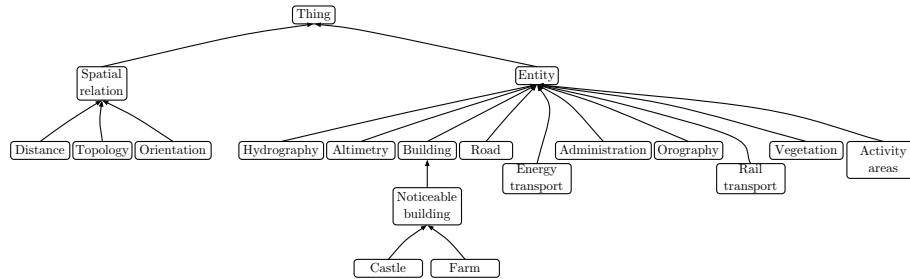 Thing
Spatial
relation
Entity
Distance
Topology
Orientation
Hydrography
Altimetry
Building
Road
Energy
transport
Administration
Orography
Rail
transport
Vegetation
Activity
areas
Noticeable
building
Castle
Farm